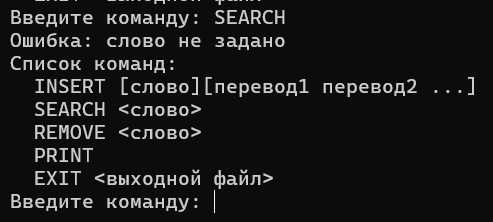 Введите команду: SEARCH
Ошибка: слово не задано
Список команд:
INSERT [слово][перевод1 перевод2 ...]
SEARCH <слово>
REMOVE <слово>
PRINT
EXIT <выходной файл>
Введите команду: